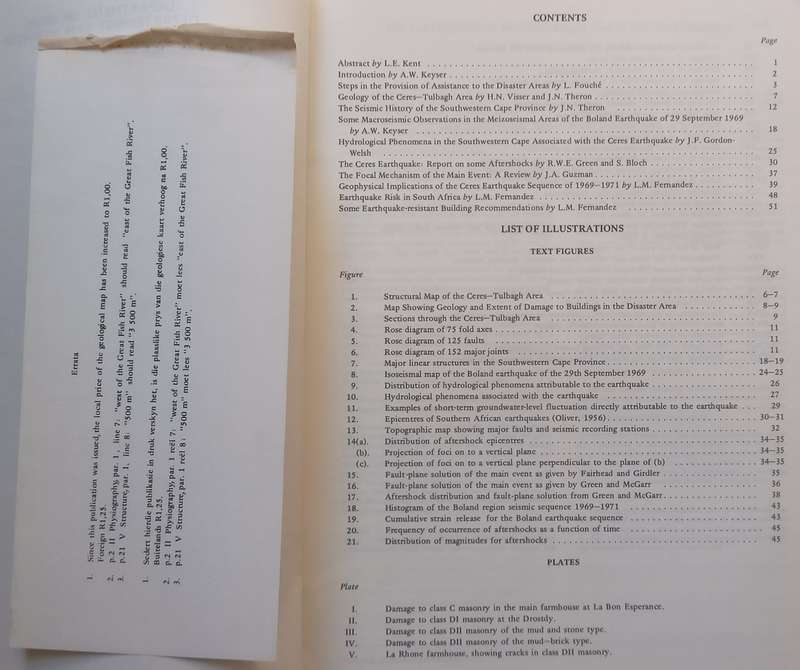 Errata
1. Since this publication was issued, the local price of the geological map has been increased to R1,00.
Foreign R1,25.
2. p.2 II Physiography, par. 1, line 7: "west of the Great Fish River" should read "east of the Great Fish River".
3. p.21 V Structure, par. 1, line 8: "500 m" should read "3 500 m".
1. Sedert hierdie publikasie in druk verskyn het, is die plaaslike prys van die geologiese kaart verhoog na R1,00.
Buitelands R1,25.
2. p.2 II Physiography, par. 1 reël 7: "west of the Great Fish River" moet lees "east of the Great Fish River".
3. p.21 V Structure, par. 1 reël 8: "500 m" moet lees "3 500 m".
CONTENTS
Page
Abstract by L.E. Kent 1
Introduction by A.W. Keyser 2
Steps in the Provision of Assistance to the Disaster Areas by L. Fouché 3
Geology of the Ceres–Tulbagh Area by H.N. Visser and J.N. Theron 7
The Seismic History of the Southwestern Cape Province by J.N. Theron 12
Some Macroseismic Observations in the Meizoseismal Areas of the Boland Earthquake of 29 September 1969
by A.W. Keyser 18
Hydrological Phenomena in the Southwestern Cape Associated with the Ceres Earthquake by J.F. Gordon-
Welsh 25
The Ceres Earthquake: Report on some Aftershocks by R.W.E. Green and S. Bloch 30
The Focal Mechanism of the Main Event: A Review by J.A. Guzman 37
Geophysical Implications of the Ceres Earthquake Sequence of 1969–1971 by L.M. Fernandez 39
Earthquake Risk in South Africa by L.M. Fernandez 48
Some Earthquake-resistant Building Recommendations by L.M. Fernandez 51
LIST OF ILLUSTRATIONS
TEXT FIGURES
Figure Page
1. Structural Map of the Ceres–Tulbagh Area 6–7
2. Map Showing Geology and Extent of Damage to Buildings in the Disaster Area 8–9
3. Sections through the Ceres–Tulbagh Area 9
4. Rose diagram of 75 fold axes 11
5. Rose diagram of 125 faults 11
6. Rose diagram of 152 major joints 11
7. Major linear structures in the Southwestern Cape Province 18–19
8. Isoseismal map of the Boland earthquake of the 29th September 1969 24–25
9. Distribution of hydrological phenomena attributable to the earthquake 26
10. Hydrological phenomena associated with the earthquake 27
11. Examples of short-term groundwater-level fluctuation directly attributable to the earthquake 29
12. Epicentres of Southern African earthquakes (Oliver, 1956) 30–31
13. Topographic map showing major faults and seismic recording stations 32
14(a). Distribution of aftershock epicentres 34–35
(b). Projection of foci on to a vertical plane 34–35
(c). Projection of foci on to a vertical plane perpendicular to the plane of (b) 34–35
15. Fault-plane solution of the main event as given by Fairhead and Girdler 35
16. Fault-plane solution of the main event as given by Green and McGarr 36
17. Aftershock distribution and fault-plane solution from Green and McGarr 38
18. Histogram of the Boland region seismic sequence 1969–1971 43
19. Cumulative strain release for the Boland earthquake sequence 43
20. Frequency of occurrence of aftershocks as a function of time 45
21. Distribution of magnitudes for aftershocks 45
PLATES
Plate
I. Damage to class C masonry in the main farmhouse at La Bon Esperance.
II. Damage to class DI masonry at the Drostdy.
III. Damage to class DII masonry of the mud and stone type.
IV. Damage to class DII masonry of the mud–brick type.
V. La Rhone farmhouse, showing cracks in class DII masonry.